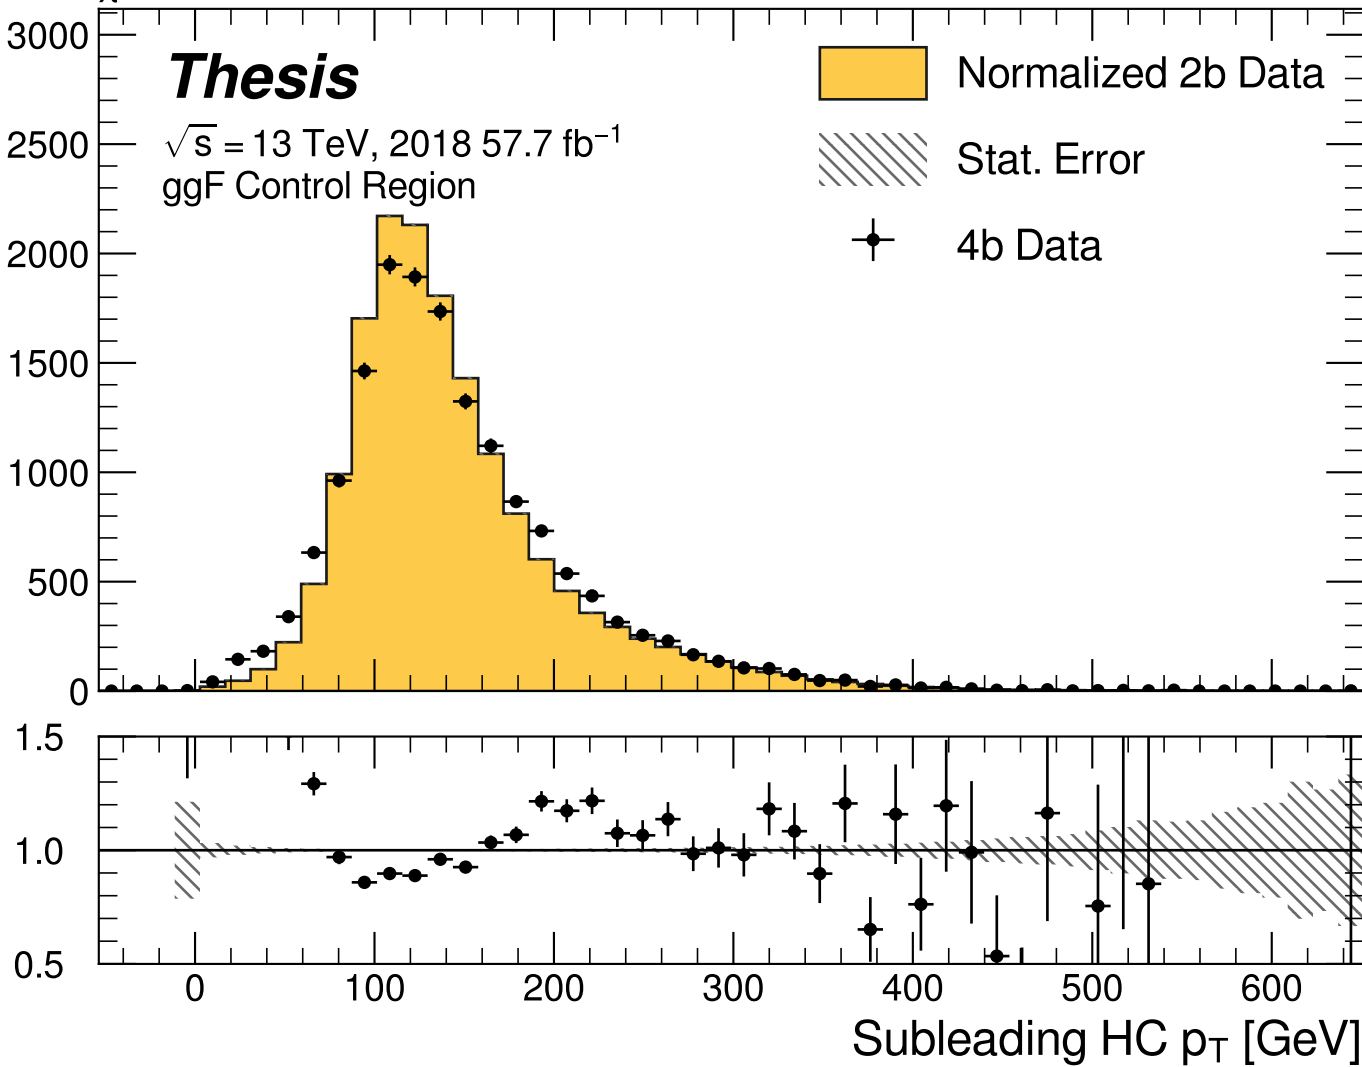 3000
2500
2000
1500
1000
500
0
Thesis
√s = 13 TeV, 2018 57.7 fb⁻¹
ggF Control Region
Normalized 2b Data
Stat. Error
4b Data
1.5
1.0
0.5
0 100 200 300 400 500 600
Subleading HC p_T [GeV]